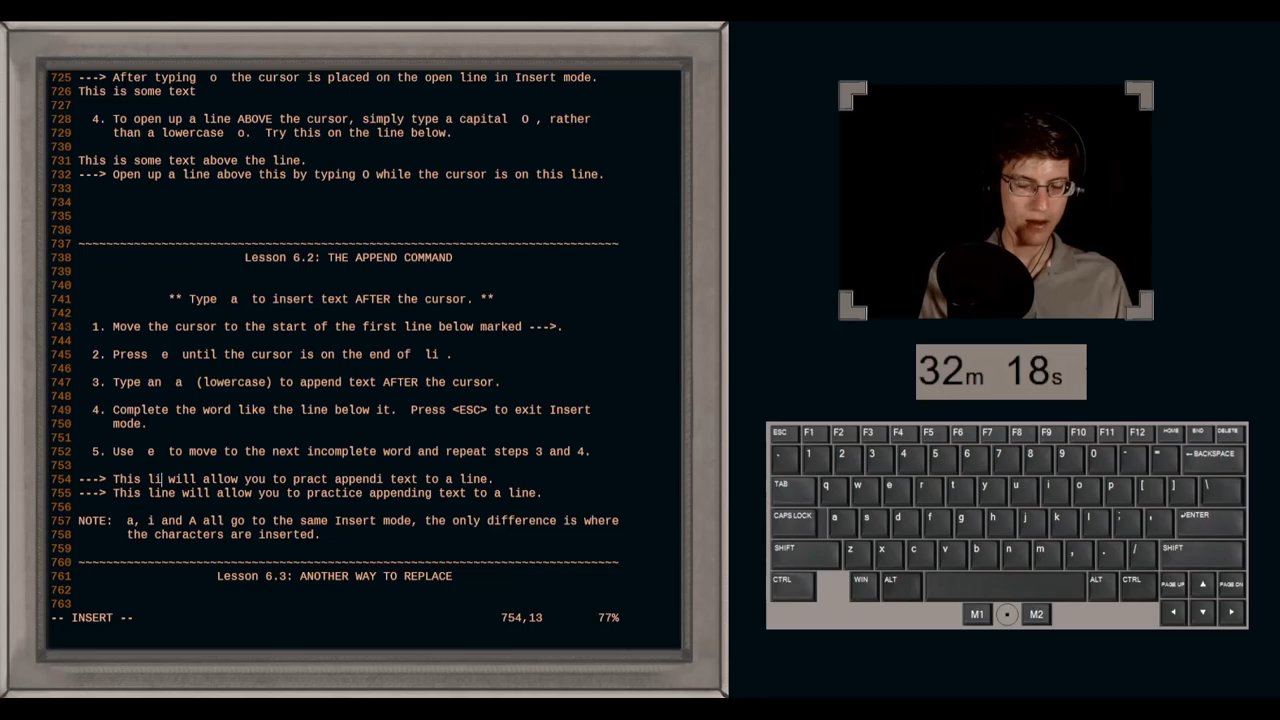 725 ---> After typing  o  the cursor is placed on the open line in Insert mode.
726 This is some text
727
728   4. To open up a line ABOVE the cursor, simply type a capital  O , rather
729      than a lowercase  o.  Try this on the line below.
730
731 This is some text above the line.
732 ---> Open up a line above this by typing O while the cursor is on this line.
733
734
735
736
737 ~~~~~~~~~~~~~~~~~~~~~~~~~~~~~~~~~~~~~~~~~~~~~~~~~~~~~~~~~~~~~~~~~~~~~~~~~~~~~~
738                         Lesson 6.2: THE APPEND COMMAND
739
740
741              ** Type  a  to insert text AFTER the cursor. **
742
743   1. Move the cursor to the start of the first line below marked --->.
744
745   2. Press  e  until the cursor is on the end of  li .
746
747   3. Type an  a  (lowercase) to append text AFTER the cursor.
748
749   4. Complete the word like the line below it.  Press <ESC> to exit Insert
750      mode.
751
752   5. Use  e  to move to the next incomplete word and repeat steps 3 and 4.
753
754 ---> This li will allow you to pract appendi text to a line.
755 ---> This line will allow you to practice appending text to a line.
756
757 NOTE:  a, i and A all go to the same Insert mode, the only difference is where
758        the characters are inserted.
759
760 ~~~~~~~~~~~~~~~~~~~~~~~~~~~~~~~~~~~~~~~~~~~~~~~~~~~~~~~~~~~~~~~~~~~~~~~~~~~~~~
761                     Lesson 6.3: ANOTHER WAY TO REPLACE
762
763
-- INSERT --                                                 754,13        77%
32m 18s
ESC F1 F2 F3 F4 F5 F6 F7 F8 F9 F10 F11 F12 HOME END DELETE
1 2 3 4 5 6 7 8 9 0 - = ←BACKSPACE
TAB q w e r t y u i o p [ ] \
CAPS LOCK a s d f g h j k l ; ↵ENTER
SHIFT z x c v b n m , . / SHIFT
CTRL WIN ALT ALT CTRL PAGE UP ▲ PAGE DN
M1 M2 ◄ ▼ ►